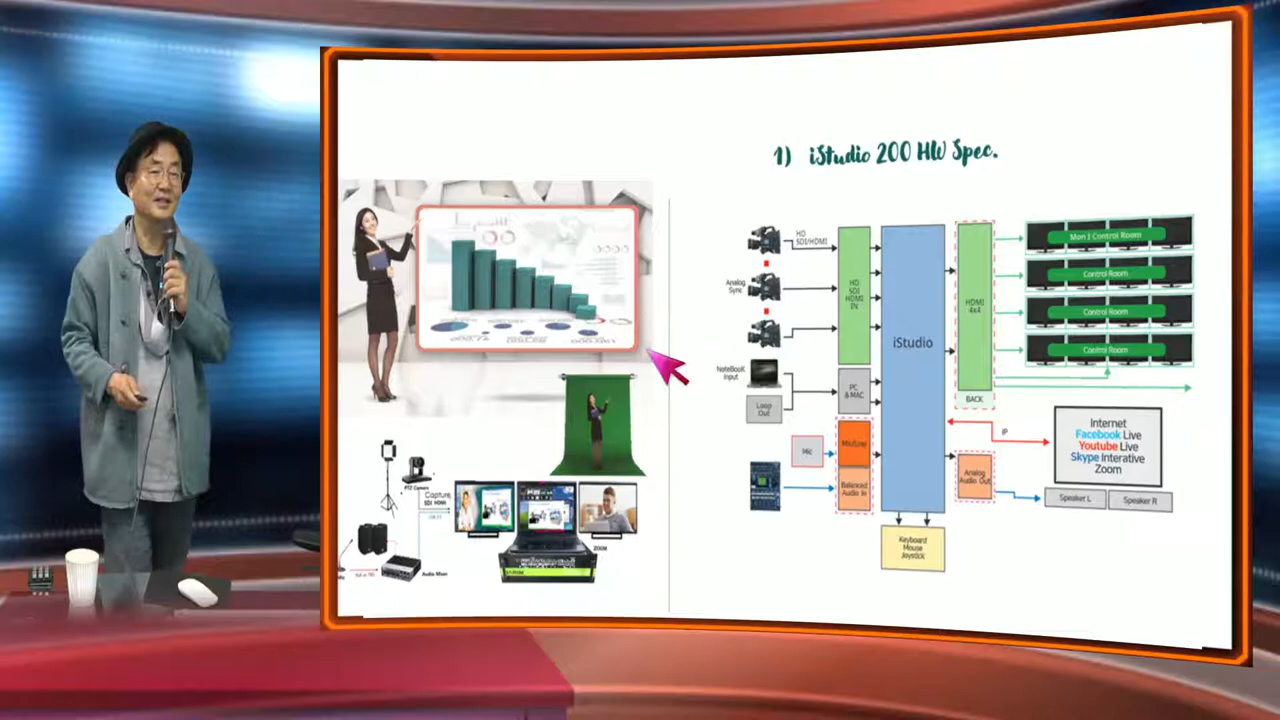 1) iStudio 200 HW Spec.
HD
SDI/HDMI
Analog
Sync
NoteBooK
Input
Loop
Out
Mic
HD
SDI
HDMI
IN
PC
& MAC
Mic/Line
Balanced
Audio In
iStudio
HDMI
4x4
BACK
IP
Analog
Audio Out
Keyboard
Mouse
Joystick
Mon 1 Control Room
Control Room
Control Room
Control Room
Internet
Facebook Live
Youtube Live
Skype Interative
Zoom
Speaker L
Speaker R
PTZ Camera
Capture
SDI HDMI
ZOOM
Audio Mixer